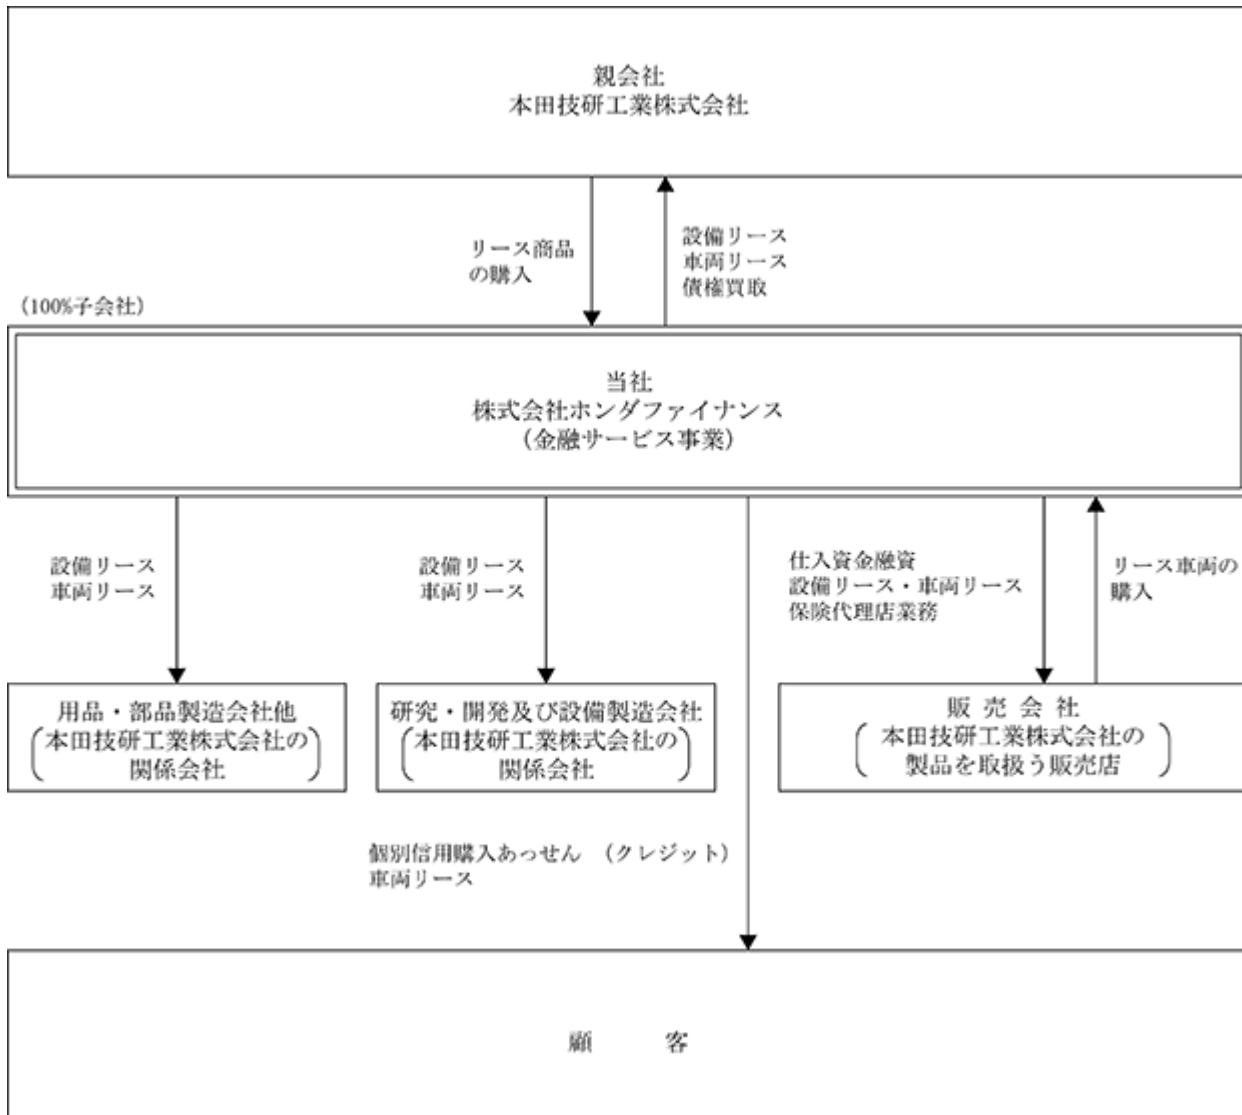 親会社
本田技研工業株式会社
リース商品
の購入
設備リース
車両リース
債権買取
(100%子会社)
当社
株式会社ホンダファイナンス
(金融サービス事業)
設備リース
車両リース
設備リース
車両リース
仕入資金融資
設備リース・車両リース
保険代理店業務
リース車両の
購入
用品・部品製造会社他
(本田技研工業株式会社の
関係会社)
研究・開発及び設備製造会社
(本田技研工業株式会社の
関係会社)
販売会社
(本田技研工業株式会社の
製品を取扱う販売店)
個別信用購入あっせん (クレジット)
車両リース
顧客